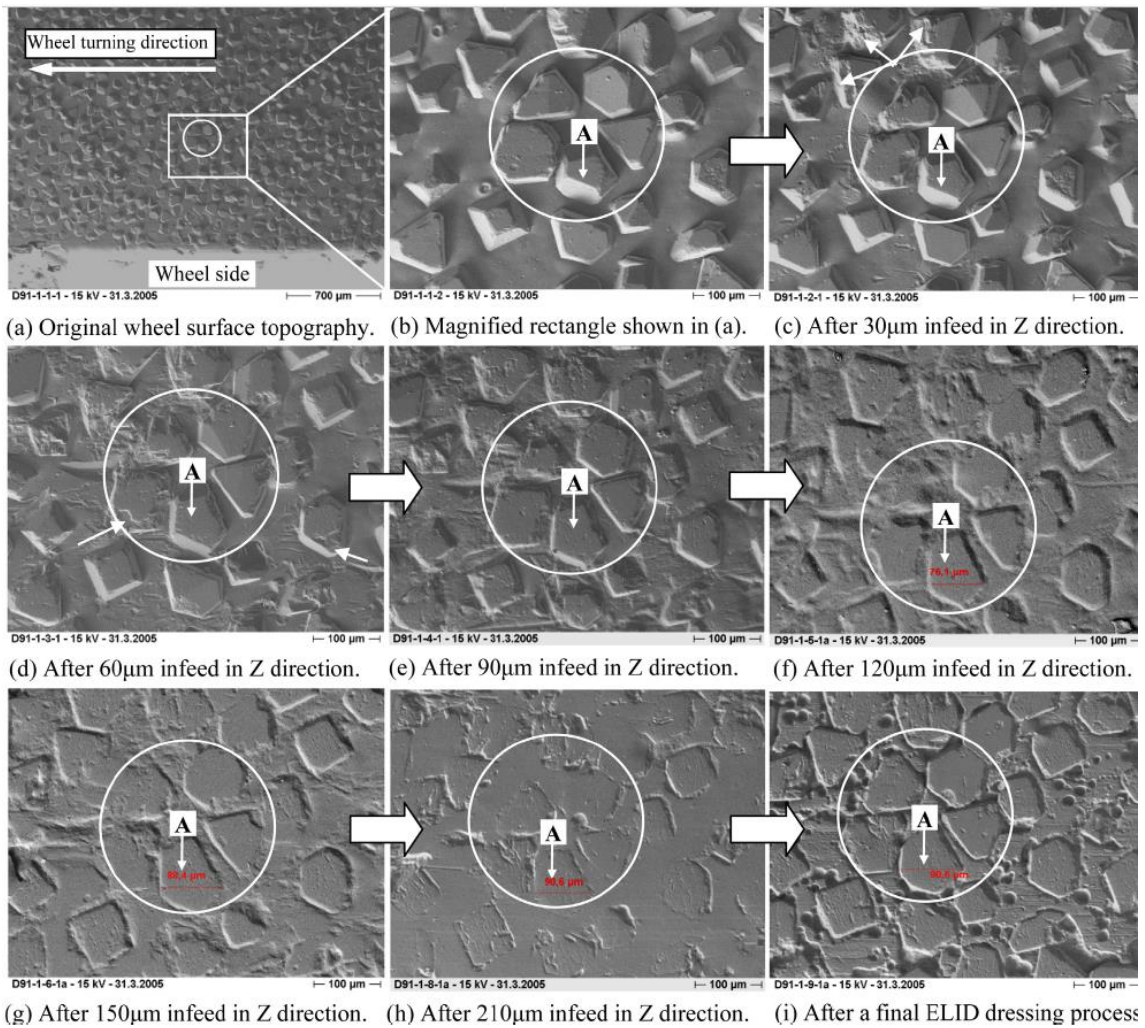 Wheel turning direction
Wheel side
D91-1-1-1 - 15 kV - 31.3.2005 700 µm
(a) Original wheel surface topography.
A
D91-1-1-2 - 15 kV - 31.3.2005 100 µm
(b) Magnified rectangle shown in (a).
A
D91-1-2-1 - 15 kV - 31.3.2005 100 µm
(c) After 30µm infeed in Z direction.
A
D91-1-3-1 - 15 kV - 31.3.2005 100 µm
(d) After 60µm infeed in Z direction.
A
D91-1-4-1 - 15 kV - 31.3.2005 100 µm
(e) After 90µm infeed in Z direction.
A
76,1 µm
D91-1-5-1a - 15 kV - 31.3.2005 100 µm
(f) After 120µm infeed in Z direction.
A
88,4 µm
D91-1-6-1a - 15 kV - 31.3.2005 100 µm
(g) After 150µm infeed in Z direction.
A
90,6 µm
D91-1-8-1a - 15 kV - 31.3.2005 100 µm
(h) After 210µm infeed in Z direction.
A
90,6 µm
D91-1-9-1a - 15 kV - 31.3.2005 100 µm
(i) After a final ELID dressing process